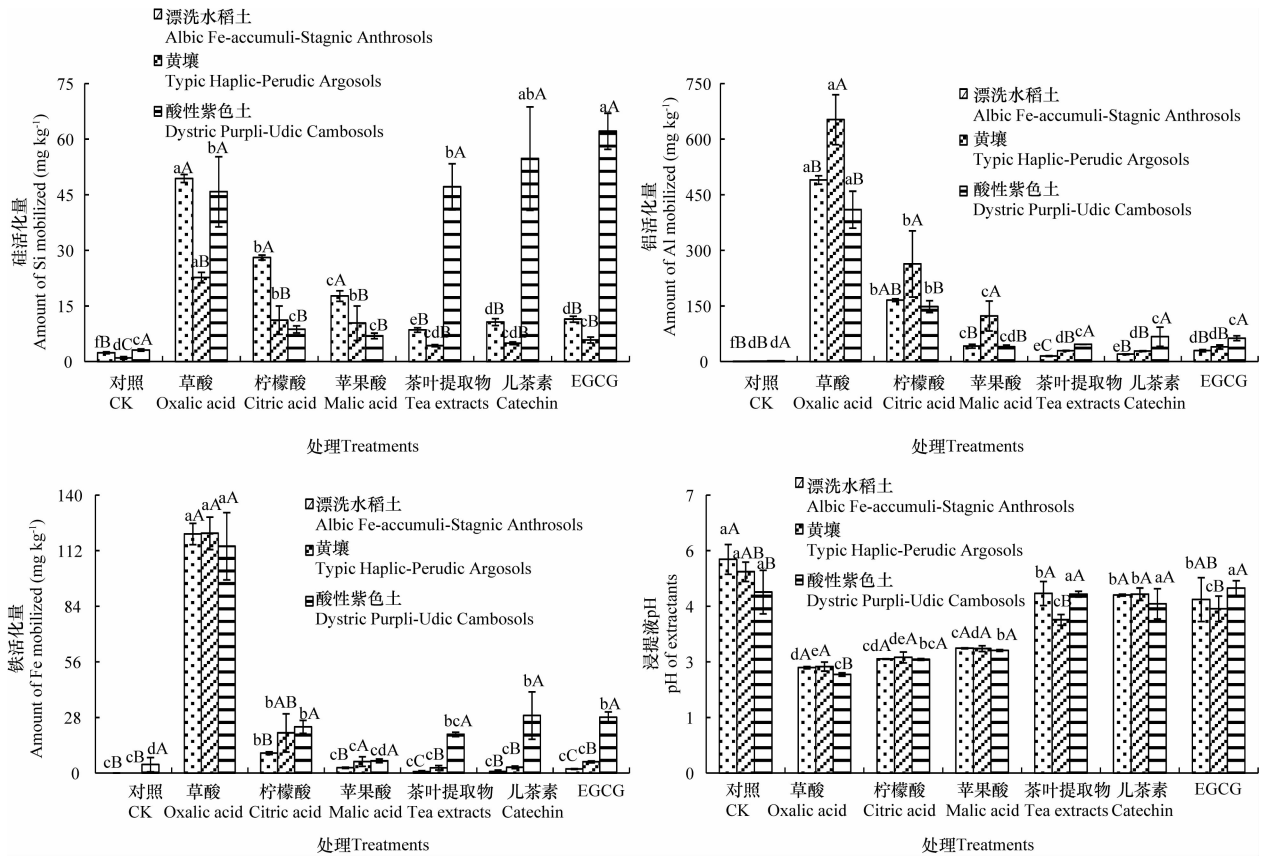 漂洗水稻土
Albic Fe-accumuli-Stagnic Anthrosols
黄壤
Typic Haplic-Perudic Argosols
酸性紫色土
Dystric Purpli-Udic Cambosols
硅活化量
Amount of Si mobilized (mg kg-1)
75
60
45
30
15
0
fB dC cA
aA aB bA
bA bB cB
cA bB cB
eB cdB bA
dB cdB abA
dB cB aA
对照 草酸 柠檬酸 苹果酸 茶叶提取物 儿茶素 EGCG
CK Oxalic acid Citric acid Malic acid Tea extracts Catechin
处理Treatments
漂洗水稻土
Albic Fe-accumuli-Stagnic Anthrosols
黄壤
Typic Haplic-Perudic Argosols
酸性紫色土
Dystric Purpli-Udic Cambosols
铝活化量
Amount of Al mobilized (mg kg-1)
750
600
450
300
150
0
fB dB dA
aB aA aB
bAB bA bB
cB cA cdB
eC dB cA
eB dB cA
dB dB cA
对照 草酸 柠檬酸 苹果酸 茶叶提取物 儿茶素 EGCG
CK Oxalic acid Citric acid Malic acid Tea extracts Catechin
处理Treatments
漂洗水稻土
Albic Fe-accumuli-Stagnic Anthrosols
黄壤
Typic Haplic-Perudic Argosols
酸性紫色土
Dystric Purpli-Udic Cambosols
铁活化量
Amount of Fe mobilized (mg kg-1)
140
112
84
56
28
0
cB cB dA
aA aA aA
bB bAB bA
cB cA cdA
cC cB bcA
cB cB bA
cC cB bA
对照 草酸 柠檬酸 苹果酸 茶叶提取物 儿茶素 EGCG
CK Oxalic acid Citric acid Malic acid Tea extracts Catechin
处理Treatments
漂洗水稻土
Albic Fe-accumuli-Stagnic Anthrosols
黄壤
Typic Haplic-Perudic Argosols
酸性紫色土
Dystric Purpli-Udic Cambosols
浸提液pH
pH of extractants
7
6
4
3
1
0
aA aAB aB
dA eA cB
cdA deA bcA
cA dA bA
bA cB aA
bA bA aA
bAB cB aA
对照 草酸 柠檬酸 苹果酸 茶叶提取物 儿茶素 EGCG
CK Oxalic acid Citric acid Malic acid Tea extracts Catechin
处理Treatments